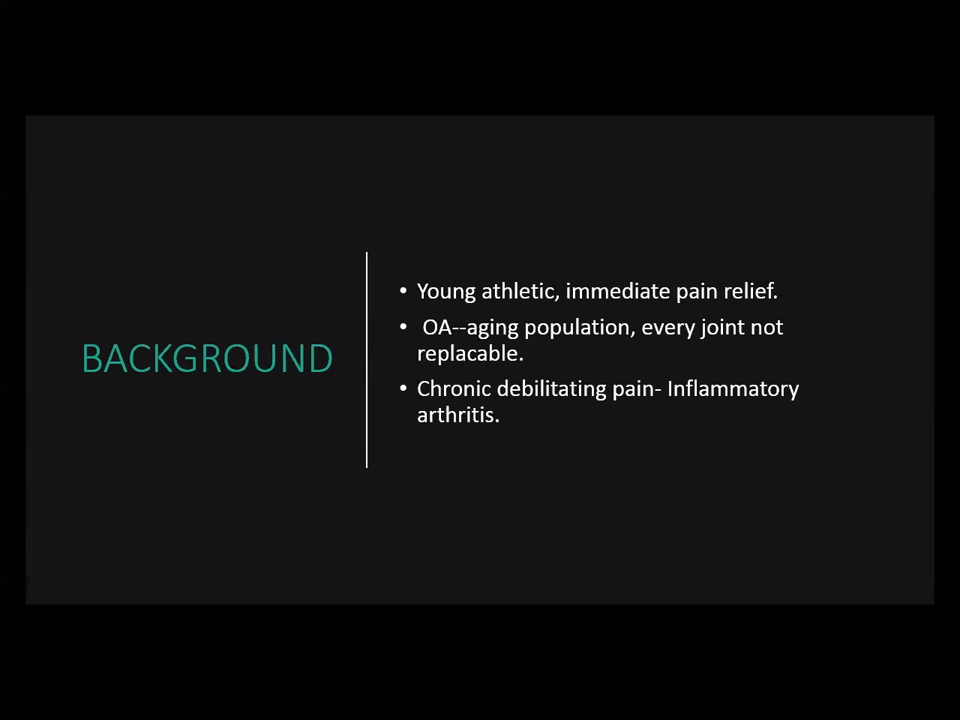 BACKGROUND
• Young athletic, immediate pain relief.
• OA--aging population, every joint not
replacable.
• Chronic debilitating pain- Inflammatory
arthritis.